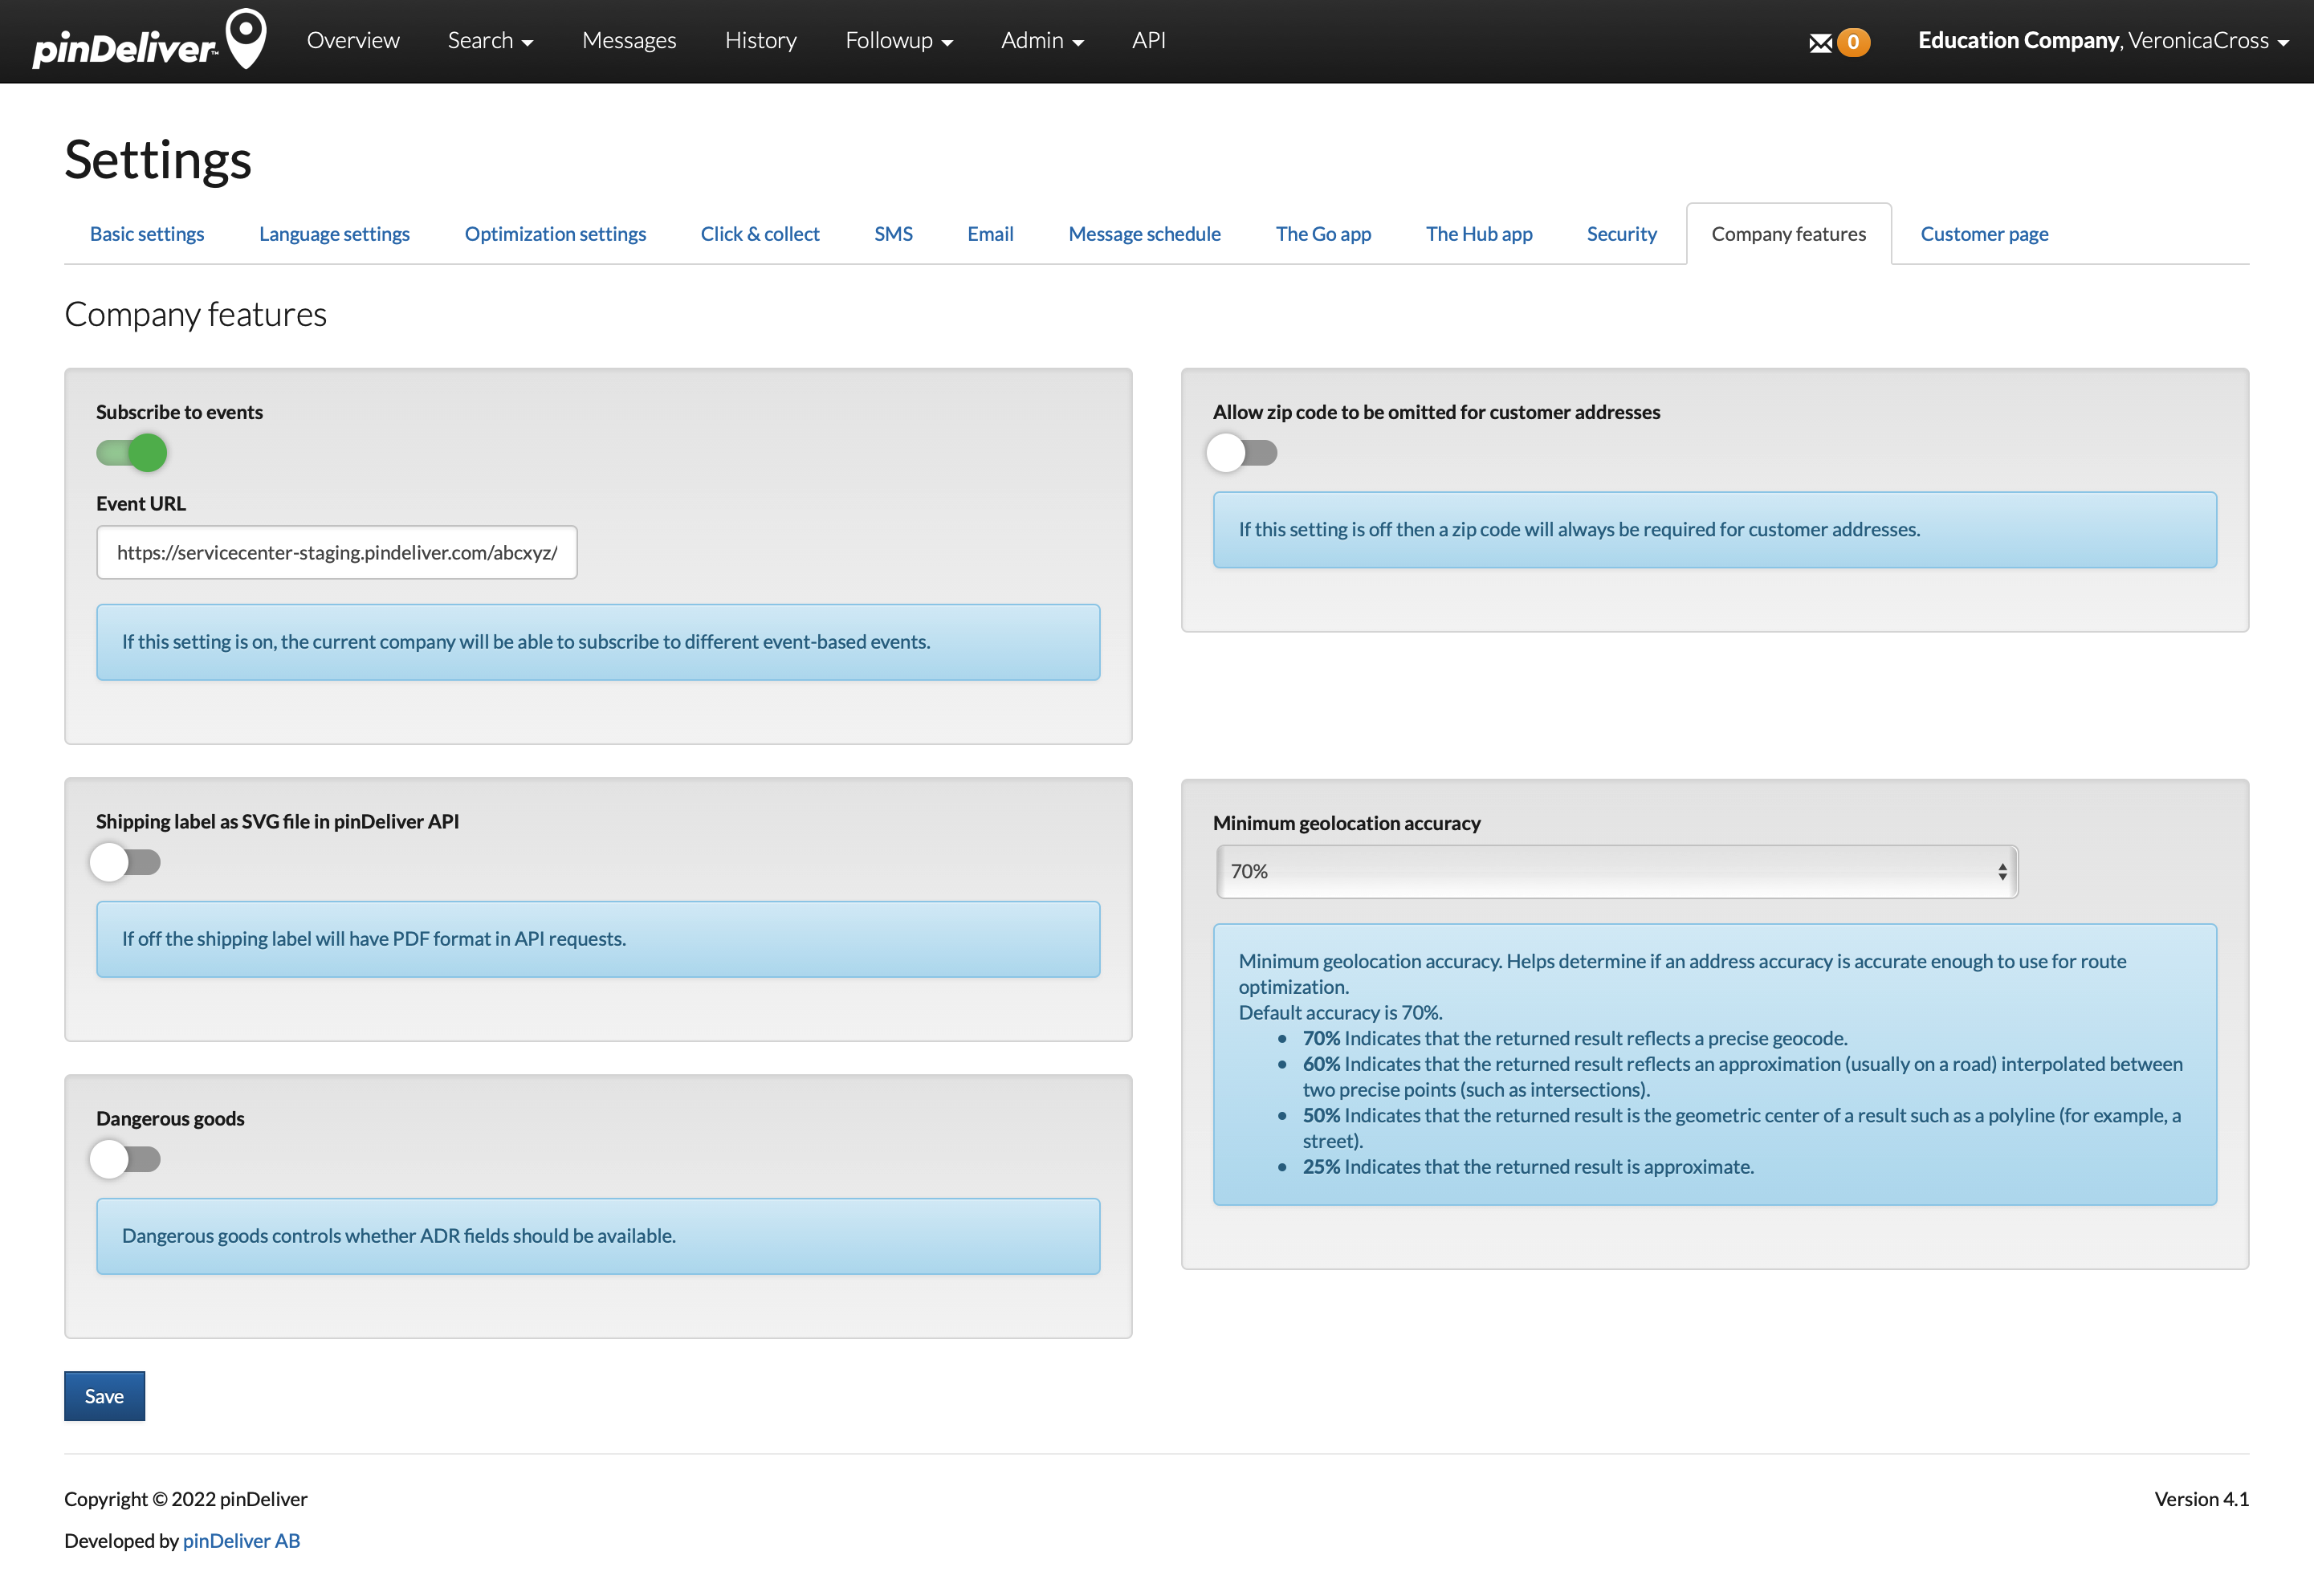 pinDeliver™ Overview Search Messages History Followup Admin API 0 Education Company, VeronicaCross
Settings
Basic settings Language settings Optimization settings Click & collect SMS Email Message schedule The Go app The Hub app Security Company features Customer page
Company features
Subscribe to events
Event URL
https://servicecenter-staging.pindeliver.com/abcxyz/
If this setting is on, the current company will be able to subscribe to different event-based events.
Allow zip code to be omitted for customer addresses
If this setting is off then a zip code will always be required for customer addresses.
Shipping label as SVG file in pinDeliver API
If off the shipping label will have PDF format in API requests.
Minimum geolocation accuracy
70%
Minimum geolocation accuracy. Helps determine if an address accuracy is accurate enough to use for route
optimization.
Default accuracy is 70%.
• 70% Indicates that the returned result reflects a precise geocode.
• 60% Indicates that the returned result reflects an approximation (usually on a road) interpolated between
two precise points (such as intersections).
• 50% Indicates that the returned result is the geometric center of a result such as a polyline (for example, a
street).
• 25% Indicates that the returned result is approximate.
Dangerous goods
Dangerous goods controls whether ADR fields should be available.
Save
Copyright © 2022 pinDeliver
Version 4.1
Developed by pinDeliver AB